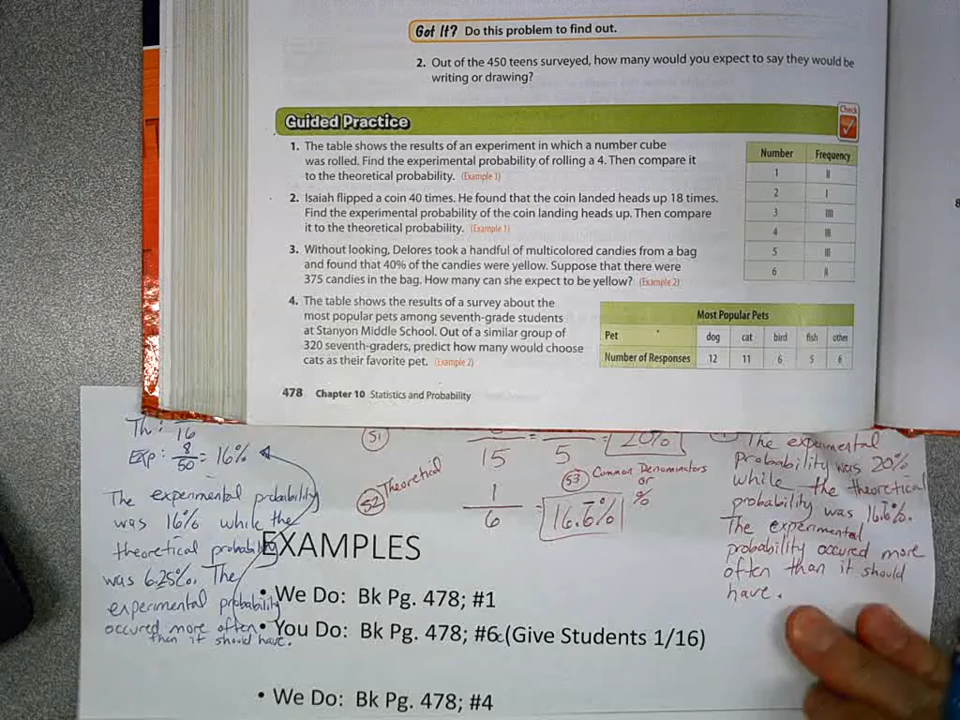 Got It? Do this problem to find out.
2. Out of the 450 teens surveyed, how many would you expect to say they would be
writing or drawing?
Guided Practice
Check
1. The table shows the results of an experiment in which a number cube
was rolled. Find the experimental probability of rolling a 4. Then compare it
to the theoretical probability. (Example 1)
2. Isaiah flipped a coin 40 times. He found that the coin landed heads up 18 times.
Find the experimental probability of the coin landing heads up. Then compare
it to the theoretical probability. (Example 1)
3. Without looking, Delores took a handful of multicolored candies from a bag
and found that 40% of the candies were yellow. Suppose that there were
375 candies in the bag. How many can she expect to be yellow? (Example 2)
4. The table shows the results of a survey about the
most popular pets among seventh-grade students
at Stanyon Middle School. Out of a similar group of
320 seventh-graders, predict how many would choose
cats as their favorite pet. (Example 2)
Number Frequency
1 ||
2 |
3
4 |||
5 |||
6 ||
Most Popular Pets
Pet dog cat bird fish other
Number of Responses 12 11 6 5 6
478 Chapter 10 Statistics and Probability
Th: 16
Exp: 8/50 = 16%
The experimental probability
was 16% while the
theoretical probability
was 6.25%. The
experimental probability
occured more often
than it should have.
S1
15 = 5 = 20%
S2 Theoretical
1/6
16.6̅%
S3 Common Denominators
or
%
The experimental
probability was 20%
while the theoretical
probability was 16.6̅%.
The experimental
probability occured more
often than it should
have.
EXAMPLES
• We Do: Bk Pg. 478; #1
• You Do: Bk Pg. 478; #6c(Give Students 1/16)
• We Do: Bk Pg. 478; #4